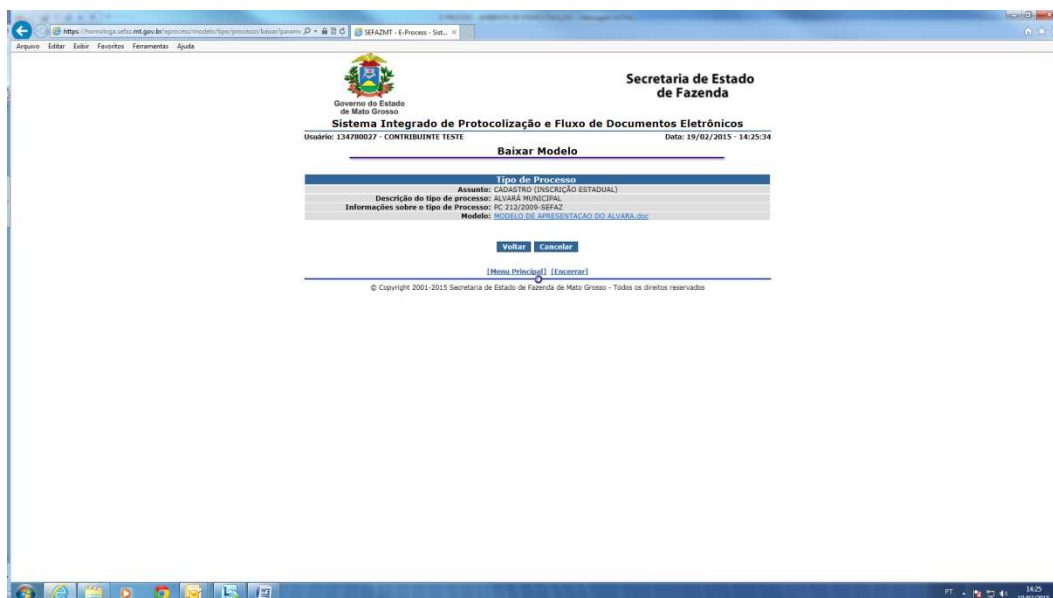 https://homologa.sefaz.mt.gov.br/eprocess/modelo/tipo/processo/baixar?param
SEFAZMT - E-Process - Sist...
Arquivo Editar Exibir Favoritos Ferramentas Ajuda
Governo do Estado
de Mato Grosso
Secretaria de Estado
de Fazenda
Sistema Integrado de Protocolização e Fluxo de Documentos Eletrônicos
Usuário: 134780027 - CONTRIBUINTE TESTE Data: 19/02/2015 - 14:25:34
Baixar Modelo
Tipo de Processo
Assunto: CADASTRO (INSCRIÇÃO ESTADUAL)
Descrição do tipo de processo: ALVARÁ MUNICIPAL
Informações sobre o tipo de Processo: PC 212/2009-SEFAZ
Modelo: MODELO DE APRESENTACAO DO ALVARA.doc
Voltar Cancelar
[Menu Principal] [Encerrar]
© Copyright 2001-2015 Secretaria de Estado de Fazenda de Mato Grosso - Todos os direitos reservados
PT 14:25
19/02/2015